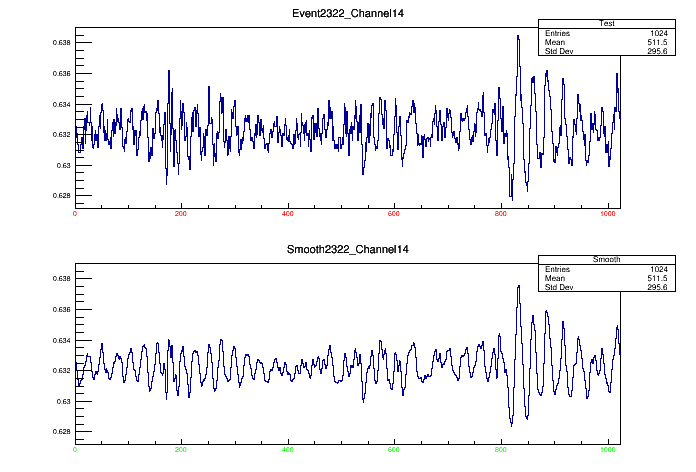 Event2322_Channel14
Test
Entries 1024
Mean 511.5
Std Dev 295.6
0.638
0.636
0.634
0.632
0.63
0.628
0 200 400 600 800 1000
Smooth2322_Channel14
Smooth
Entries 1024
Mean 511.5
Std Dev 295.6
0.638
0.636
0.634
0.632
0.63
0.628
0 200 400 600 800 1000